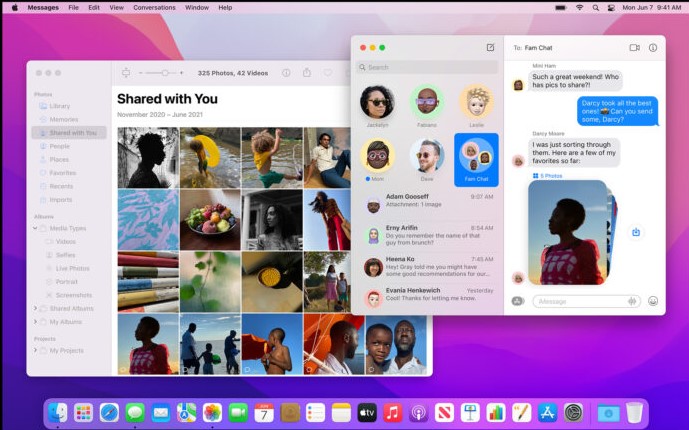 Messages File Edit View Conversations Window Help
Mon Jun 7 9:41 AM
325 Photos, 42 Videos
Photos
Library
Memories
Shared with You
People
Places
Favorites
Recents
Imports
Albums
Media Types
Videos
Selfies
Live Photos
Portrait
Screenshots
Shared Albums
My Albums
Projects
My Projects
Shared with You
November 2020 – June 2021
Search
Jackelyn
Fabiano
Leslie
Mom
Dave
Fam Chat
Adam Gooseff 9:07 AM
Attachment: 1 image
Erny Arifin 8:54 AM
Do you remember the name of
that guy from brunch?
Heena Ko 7:45 AM
Hey! Gray told me you might have
some good recommendations for our...
Evania Henkewich Yesterday
Cool! Thanks for letting me know.
To: Fam Chat
Mini Ham
Such a great weekend! Who
has pics to share?!
Darcy took all the best
ones! Can you send
some, Darcy?
Darcy Moore
I was just sorting through
them. Here are a few of my
favorites so far:
5 Photos
iMessage
JUN
7
tv